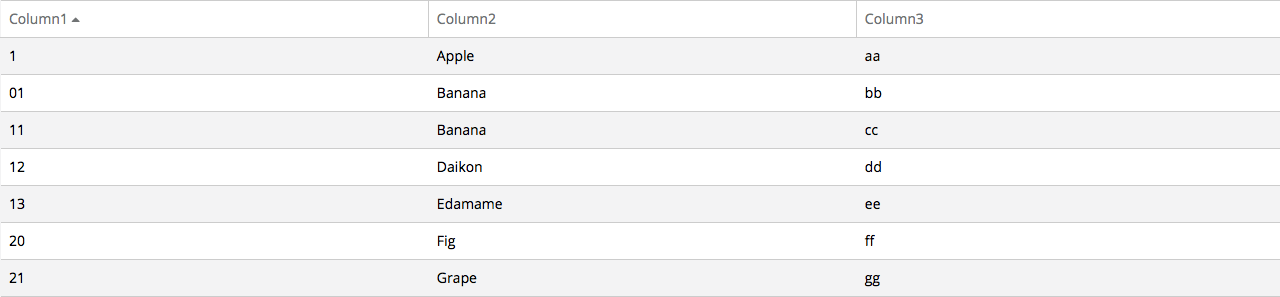 Column1 Column2 Column3
1 Apple aa
01 Banana bb
11 Banana cc
12 Daikon dd
13 Edamame ee
20 Fig ff
21 Grape gg